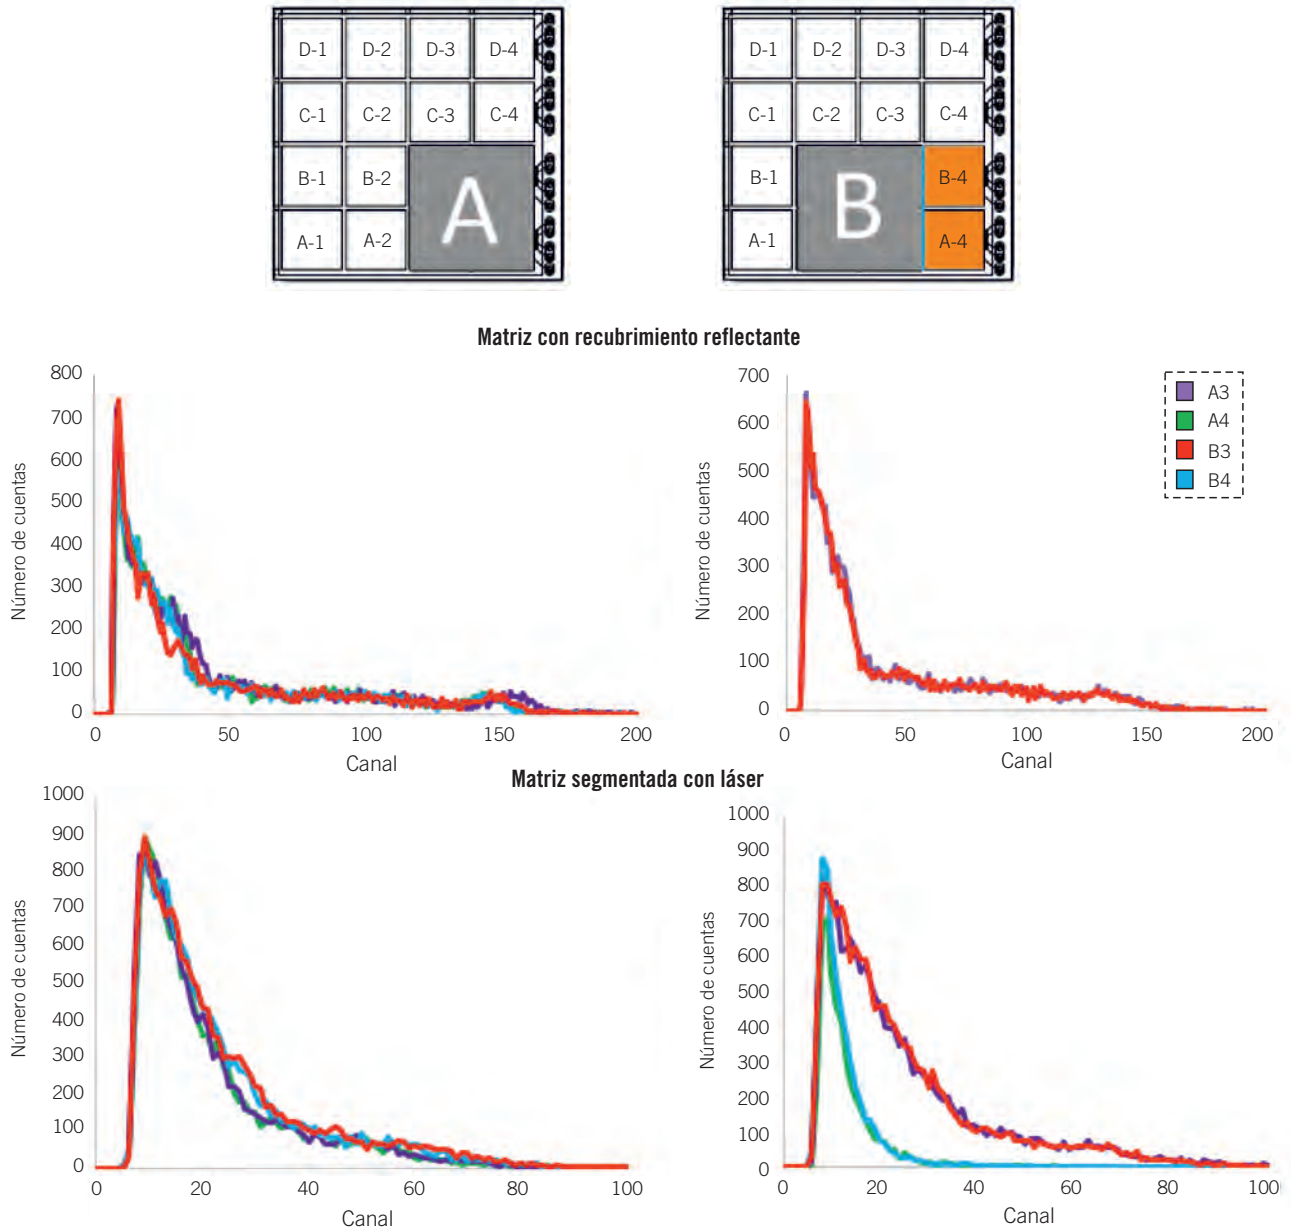 D-1 D-2 D-3 D-4
C-1 C-2 C-3 C-4
B-1 B-2
A-1 A-2
A
D-1 D-2 D-3 D-4
C-1 C-2 C-3 C-4
B-1 B-4
A-1 A-4
B
Matriz con recubrimiento reflectante
800
700
600
500
400
300
200
100
0
Número de cuentas
0 50 100 150 200
Canal
700
600
500
400
300
200
100
0
Número de cuentas
0 50 100 150 200
Canal
A3
A4
B3
B4
Matriz segmentada con láser
1000
900
800
700
600
500
400
300
200
100
0
Número de cuentas
0 20 40 60 80 100
Canal
1000
900
800
700
600
500
400
300
200
100
0
Número de cuentas
0 20 40 60 80 100
Canal